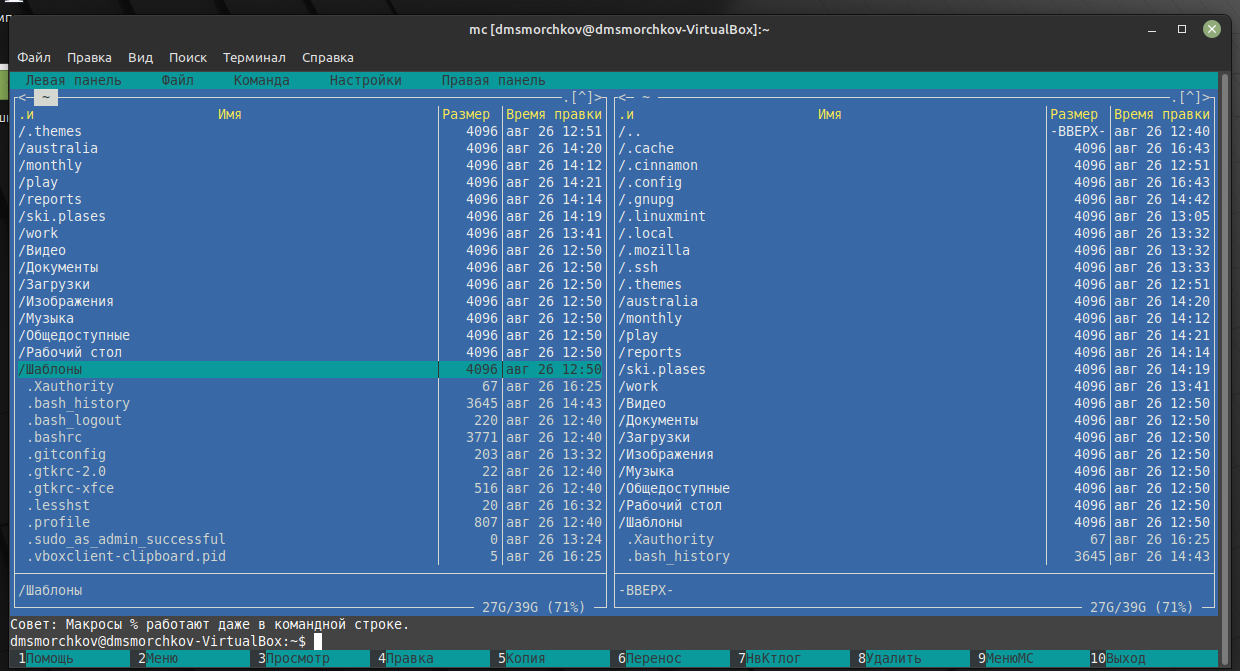 mc [dmsmorchkov@dmsmorchkov-VirtualBox]:~
Файл Правка Вид Поиск Терминал Справка
Левая панель Файл Команда Настройки Правая панель
<─ ~ .[^]> <─ ~ .[^]>
.и Имя Размер Время правки .и Имя Размер Время правки
/.themes 4096 авг 26 12:51 /.. -ВВЕРХ- авг 26 12:40
/australia 4096 авг 26 14:20 /.cache 4096 авг 26 16:43
/monthly 4096 авг 26 14:12 /.cinnamon 4096 авг 26 12:51
/play 4096 авг 26 14:21 /.config 4096 авг 26 16:43
/reports 4096 авг 26 14:14 /.gnupg 4096 авг 26 14:42
/ski.plases 4096 авг 26 14:19 /.linuxmint 4096 авг 26 13:05
/work 4096 авг 26 13:41 /.local 4096 авг 26 13:32
/Видео 4096 авг 26 12:50 /.mozilla 4096 авг 26 13:32
/Документы 4096 авг 26 12:50 /.ssh 4096 авг 26 13:33
/Загрузки 4096 авг 26 12:50 /.themes 4096 авг 26 12:51
/Изображения 4096 авг 26 12:50 /australia 4096 авг 26 14:20
/Музыка 4096 авг 26 12:50 /monthly 4096 авг 26 14:12
/Общедоступные 4096 авг 26 12:50 /play 4096 авг 26 14:21
/Рабочий стол 4096 авг 26 12:50 /reports 4096 авг 26 14:14
/Шаблоны 4096 авг 26 12:50 /ski.plases 4096 авг 26 14:19
.Xauthority 67 авг 26 16:25 /work 4096 авг 26 13:41
.bash_history 3645 авг 26 14:43 /Видео 4096 авг 26 12:50
.bash_logout 220 авг 26 12:40 /Документы 4096 авг 26 12:50
.bashrc 3771 авг 26 12:40 /Загрузки 4096 авг 26 12:50
.gitconfig 203 авг 26 13:32 /Изображения 4096 авг 26 12:50
.gtkrc-2.0 22 авг 26 12:40 /Музыка 4096 авг 26 12:50
.gtkrc-xfce 516 авг 26 12:40 /Общедоступные 4096 авг 26 12:50
.lesshst 20 авг 26 16:32 /Рабочий стол 4096 авг 26 12:50
.profile 807 авг 26 12:40 /Шаблоны 4096 авг 26 12:50
.sudo_as_admin_successful 0 авг 26 13:24 .Xauthority 67 авг 26 16:25
.vboxclient-clipboard.pid 5 авг 26 16:25 .bash_history 3645 авг 26 14:43
/Шаблоны -ВВЕРХ-
27G/39G (71%) 27G/39G (71%)
Совет: Макросы % работают даже в командной строке.
dmsmorchkov@dmsmorchkov-VirtualBox:~$
1Помощь 2Меню 3Просмотр 4Правка 5Копия 6Перенос 7НвКтлог 8Удалить 9МенюМС 10Выход